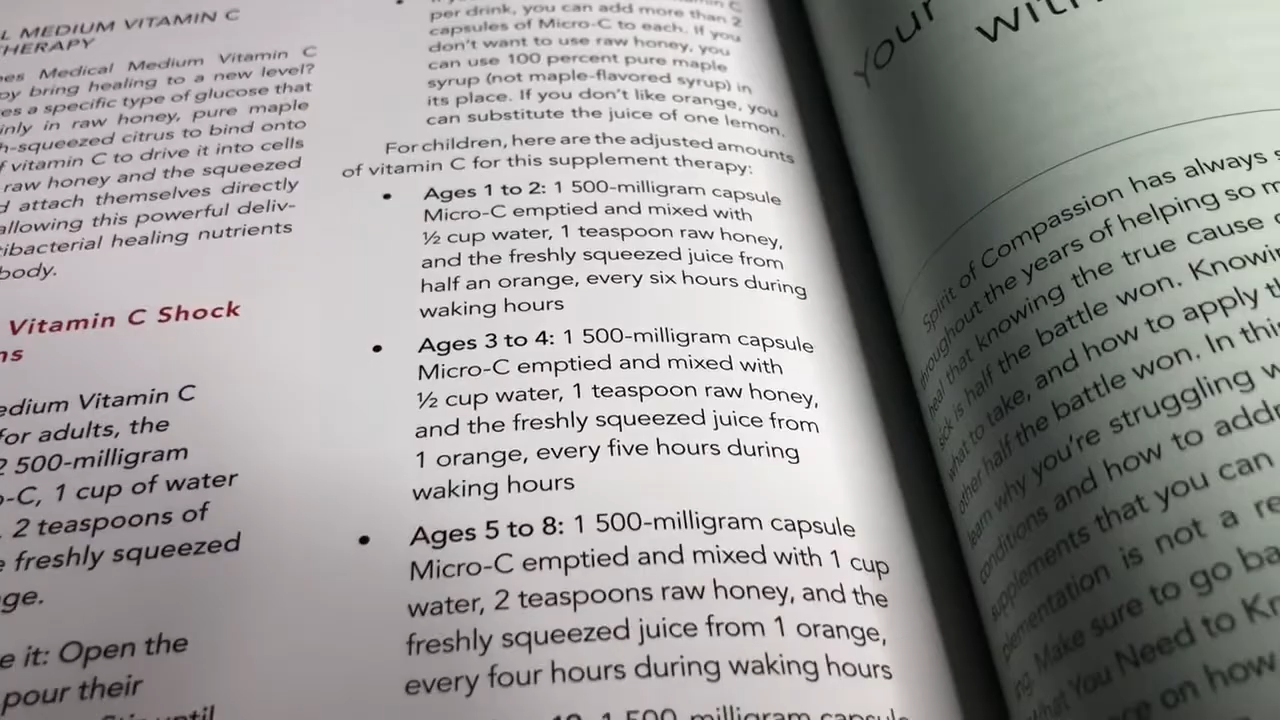 L MEDIUM VITAMIN C
THERAPY
es Medical Medium Vitamin C
py bring healing to a new level?
es a specific type of glucose that
inly in raw honey, pure maple
h-squeezed citrus to bind onto
f vitamin C to drive it into cells
raw honey and the squeezed
d attach themselves directly
allowing this powerful deliv-
tibacterial healing nutrients
body.
Vitamin C Shock
ns
edium Vitamin C
for adults, the
2 500-milligram
o-C, 1 cup of water
2 teaspoons of
e freshly squeezed
ge.
e it: Open the
pour their
per drink, you can add more than 2
capsules of Micro-C to each. If you
don't want to use raw honey, you
can use 100 percent pure maple
syrup (not maple-flavored syrup) in
its place. If you don't like orange, you
can substitute the juice of one lemon.
For children, here are the adjusted amounts
of vitamin C for this supplement therapy:
• Ages 1 to 2: 1 500-milligram capsule
Micro-C emptied and mixed with
½ cup water, 1 teaspoon raw honey,
and the freshly squeezed juice from
half an orange, every six hours during
waking hours
• Ages 3 to 4: 1 500-milligram capsule
Micro-C emptied and mixed with
½ cup water, 1 teaspoon raw honey,
and the freshly squeezed juice from
1 orange, every five hours during
waking hours
• Ages 5 to 8: 1 500-milligram capsule
Micro-C emptied and mixed with 1 cup
water, 2 teaspoons raw honey, and the
freshly squeezed juice from 1 orange,
every four hours during waking hours
1 500-milligram capsule
Your
with
Spirit of Compassion has always s
throughout the years of helping so m
heal that knowing the true cause
sick is half the battle won. Knowin
what to take, and how to apply th
other half the battle won. In thi
learn why you're struggling w
conditions and how to addr
supplements that you can
plementation is not a re
ng. Make sure to go ba
What You Need to Kn
on how